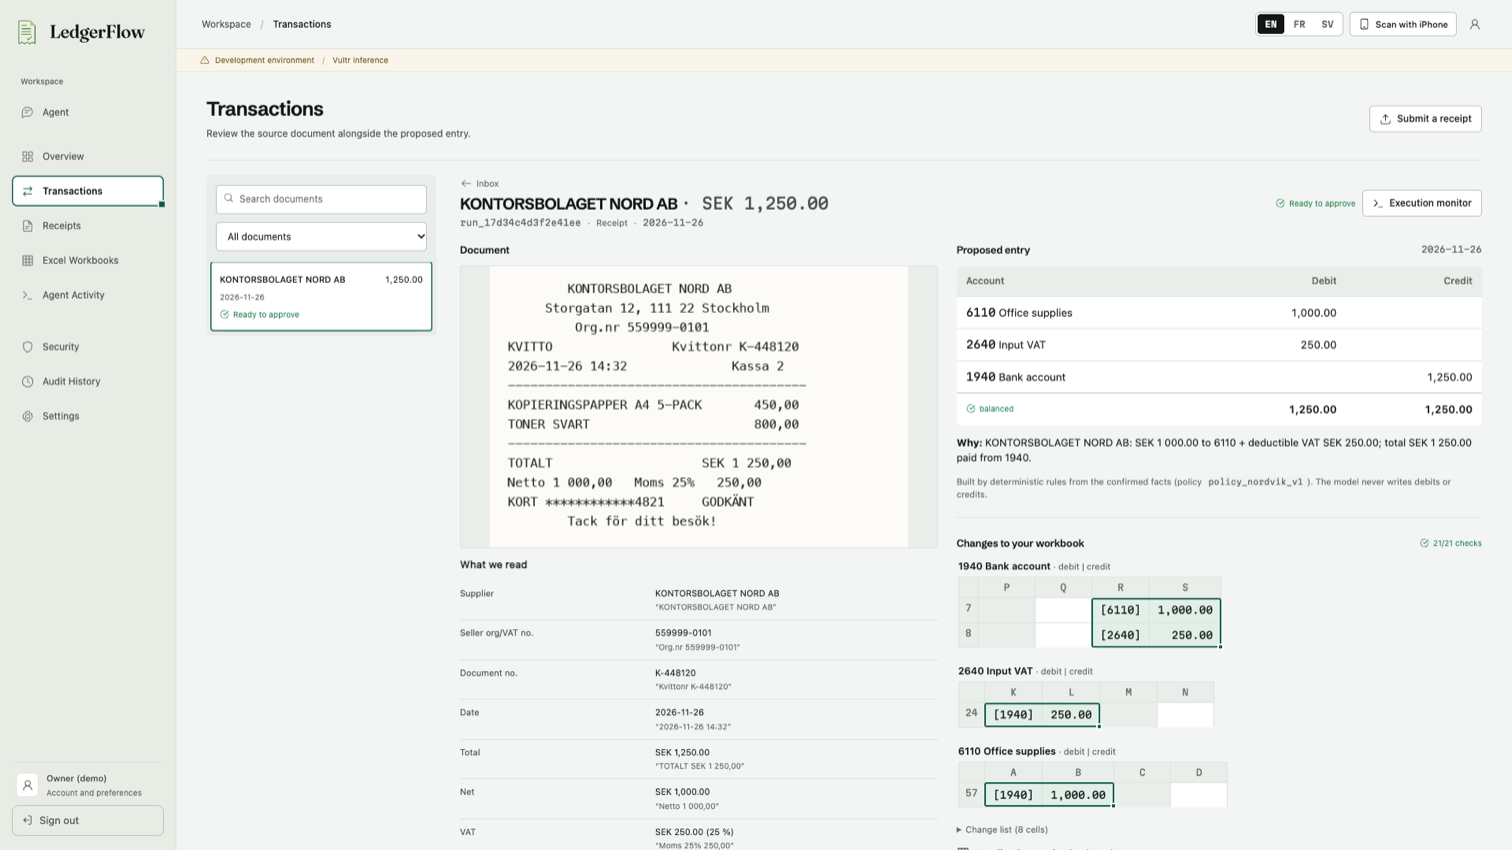 LedgerFlow
Workspace
Agent
Overview
Transactions
Receipts
Excel Workbooks
Agent Activity
Security
Audit History
Settings
Owner (demo)
Account and preferences
Sign out
Workspace / Transactions
EN FR SV
Scan with iPhone
Development environment / Vultr inference
Transactions
Review the source document alongside the proposed entry.
Submit a receipt
Search documents
All documents
KONTORSBOLAGET NORD AB 1,250.00
2026-11-26
Ready to approve
Inbox
KONTORSBOLAGET NORD AB · SEK 1,250.00
run_17d34c4d3f2e41ee · Receipt · 2026-11-26
Ready to approve
Execution monitor
Document
KONTORSBOLAGET NORD AB
Storgatan 12, 111 22 Stockholm
Org.nr 559999-0101
KVITTO Kvittonr K-448120
2026-11-26 14:32 Kassa 2
KOPIERINGSPAPPER A4 5-PACK 450,00
TONER SVART 800,00
TOTALT SEK 1 250,00
Netto 1 000,00 Moms 25% 250,00
KORT ************4821 GODKÄNT
Tack för ditt besök!
What we read
Supplier KONTORSBOLAGET NORD AB
"KONTORSBOLAGET NORD AB"
Seller org/VAT no. 559999-0101
"Org.nr 559999-0101"
Document no. K-448120
"Kvittonr K-448120"
Date 2026-11-26
"2026-11-26 14:32"
Total SEK 1,250.00
"TOTALT SEK 1 250,00"
Net SEK 1,000.00
"Netto 1 000,00"
VAT SEK 250.00 (25 %)
"Moms 25% 250,00"
Proposed entry 2026-11-26
Account Debit Credit
6110 Office supplies 1,000.00
2640 Input VAT 250.00
1940 Bank account 1,250.00
balanced 1,250.00 1,250.00
Why: KONTORSBOLAGET NORD AB: SEK 1 000.00 to 6110 + deductible VAT SEK 250.00; total SEK 1 250.00
paid from 1940.
Built by deterministic rules from the confirmed facts (policy policy_nordvik_v1 ). The model never writes debits or
credits.
Changes to your workbook 21/21 checks
1940 Bank account · debit | credit
P Q R S
7 [6110] 1,000.00
8 [2640] 250.00
2640 Input VAT · debit | credit
K L M N
24 [1940] 250.00
6110 Office supplies · debit | credit
A B C D
57 [1940] 1,000.00
Change list (8 cells)